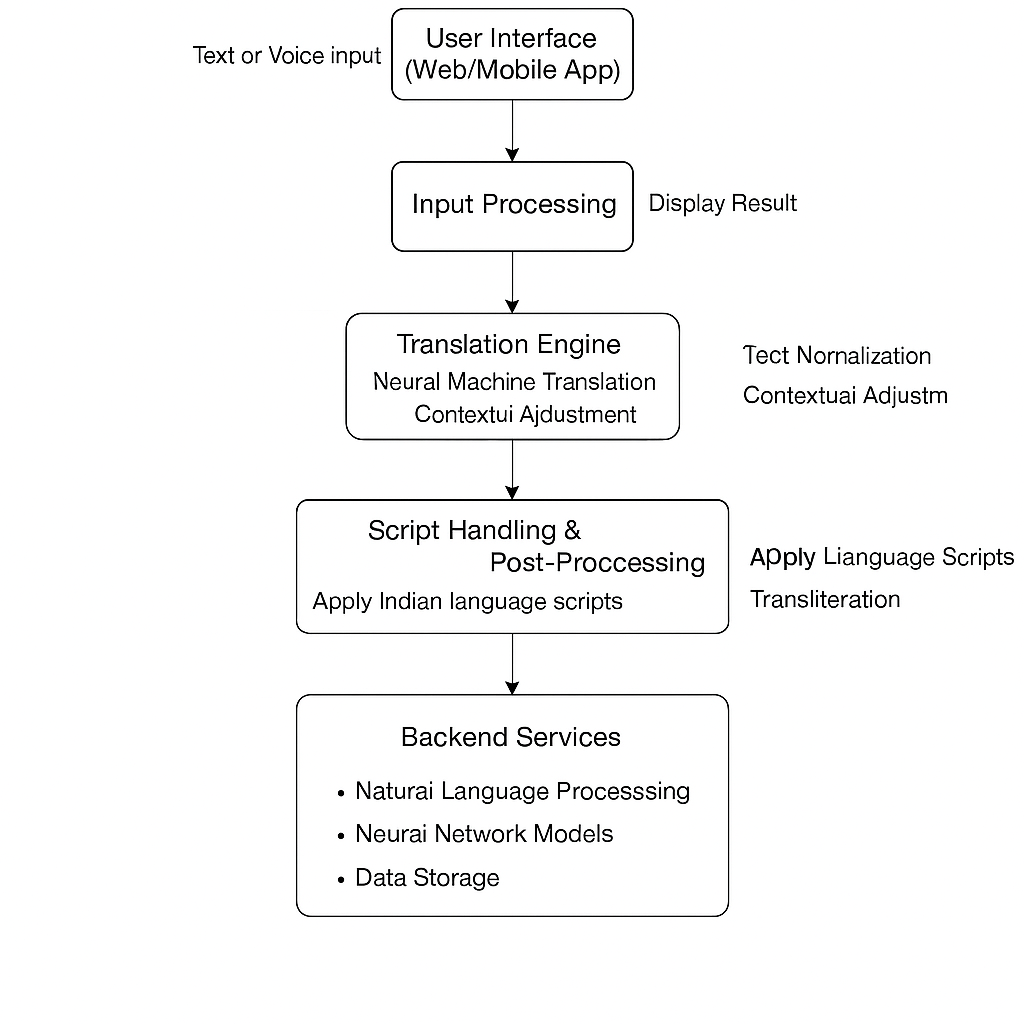 Text or Voice input
User Interface
(Web/Mobile App)
Input Processing
Display Result
Translation Engine
Neural Machine Translation
Contextui Ajdustment
Tect Nornalization
Contextuai Adjustm
Script Handling &
Post-Proccessing
Apply Indian language scripts
Apply Lianguage Scripts
Transliteration
Backend Services
• Naturai Language Processsing
• Neurai Network Models
• Data Storage